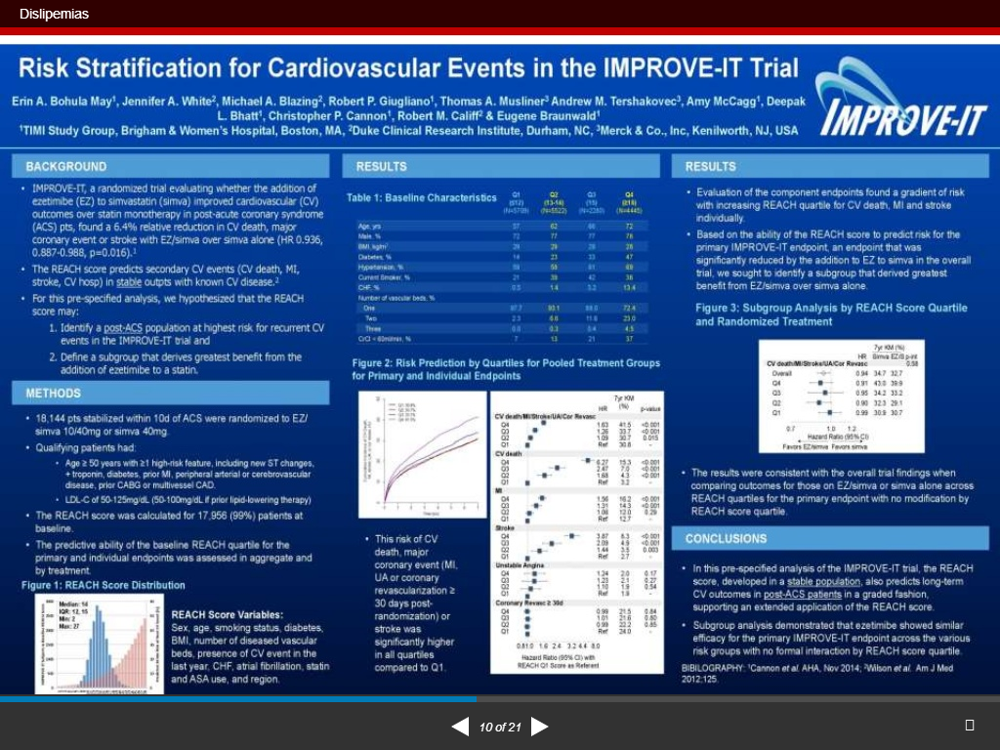 Dislipemias
Risk Stratification for Cardiovascular Events in the IMPROVE-IT Trial
Erin A. Bohula May¹, Jennifer A. White², Michael A. Blazing², Robert P. Giugliano¹, Thomas A. Musliner³ Andrew M. Tershakovec³, Amy McCagg¹, Deepak
L. Bhatt¹, Christopher P. Cannon¹, Robert M. Califf² & Eugene Braunwald¹
¹TIMI Study Group, Brigham & Women's Hospital, Boston, MA, ²Duke Clinical Research Institute, Durham, NC, ³Merck & Co., Inc, Kenilworth, NJ, USA
IMPROVE-IT
BACKGROUND
• IMPROVE-IT, a randomized trial evaluating whether the addition of
ezetimibe (EZ) to simvastatin (simva) improved cardiovascular (CV)
outcomes over statin monotherapy in post-acute coronary syndrome
(ACS) pts, found a 6.4% relative reduction in CV death, major
coronary event or stroke with EZ/simva over simva alone (HR 0.936,
0.887-0.988, p=0.016).¹
• The REACH score predicts secondary CV events (CV death, MI,
stroke, CV hosp) in stable outpts with known CV disease.²
• For this pre-specified analysis, we hypothesized that the REACH
score may:
1. Identify a post-ACS population at highest risk for recurrent CV
events in the IMPROVE-IT trial and
2. Define a subgroup that derives greatest benefit from the
addition of ezetimibe to a statin.
METHODS
• 18,144 pts stabilized within 10d of ACS were randomized to EZ/
simva 10/40mg or simva 40mg.
• Qualifying patients had:
• Age ≥ 50 years with ≥1 high-risk feature, including new ST changes,
+ troponin, diabetes, prior MI, peripheral arterial or cerebrovascular
disease, prior CABG or multivessel CAD.
• LDL-C of 50-125mg/dL (50-100mg/dL if prior lipid-lowering therapy)
• The REACH score was calculated for 17,956 (99%) patients at
baseline.
• The predictive ability of the baseline REACH quartile for the
primary and individual endpoints was assessed in aggregate and
by treatment.
Figure 1: REACH Score Distribution
Median: 14
IQR: 12, 15
Min: 2
Max: 27
REACH Score Variables:
Sex, age, smoking status, diabetes,
BMI, number of diseased vascular
beds, presence of CV event in the
last year, CHF, atrial fibrillation, statin
and ASA use, and region.
RESULTS
Table 1: Baseline Characteristics Q1 Q2 Q3 Q4
(≤12) (13-14) (15) (≥16)
(N=5522) (N=4445)
Age, yrs 57 62 66 72
Male, % 72 77 77 76
BMI, kg/m²
Diabetes, % 23 47
Hypertension, % 69
Current Smoker, % 21 42
CHF, % 1.4 3.2 13.4
Number of vascular beds, %
One 72.4
Two 2.3 6.6 11.6 23.0
Three 0.0 0.3 0.4 4.5
CrCl < 60ml/min, % 7 13 21 37
Figure 2: Risk Prediction by Quartiles for Pooled Treatment Groups
for Primary and Individual Endpoints
7yr KM
HR (%) p-value
CV death/MI/Stroke/UA/Cor Revasc
Q4 1.63 41.5 <0.001
Q3 33.7 <0.001
Q2 1.09 30.7 0.015
Q1 Ref 30.8 -
CV death
Q4 6.27 15.3 <0.001
Q3 2.47 7.0 <0.001
Q2 1.68 4.3 <0.001
Q1 Ref 3.2 -
MI
Q4 1.56 16.2 <0.001
Q3 1.31 14.3 <0.001
Q2 12.0 0.29
Q1 Ref 12.7 -
Stroke
Q4 3.87 8.3 <0.001
Q3 2.09 4.9 <0.001
Q2 1.44 3.5 0.003
Q1 Ref 2.7 -
Unstable Angina
Q4 1.24 2.0 0.17
Q3 1.23 2.1 0.27
Q2 1.10 1.9 0.54
Q1 Ref 1.8 -
Coronary Revasc ≥ 30d
Q4 0.99 21.5 0.84
Q3 1.01 21.6 0.80
Q2 0.99 22.2 0.85
Q1 Ref 24.0 -
0.8 1.0 1.6 2.4 3.2 4.4 8.0
Hazard Ratio (95% CI) with
REACH Q1 Score as Referent
• This risk of CV
death, major
coronary event (MI,
UA or coronary
revascularization ≥
30 days post-
randomization) or
stroke was
significantly higher
in all quartiles
compared to Q1.
RESULTS
• Evaluation of the component endpoints found a gradient of risk
with increasing REACH quartile for CV death, MI and stroke
individually.
• Based on the ability of the REACH score to predict risk for the
primary IMPROVE-IT endpoint, an endpoint that was
significantly reduced by the addition to EZ to simva in the overall
trial, we sought to identify a subgroup that derived greatest
benefit from EZ/simva over simva alone.
Figure 3: Subgroup Analysis by REACH Score Quartile
and Randomized Treatment
7yr KM (%)
HR Simva EZ/S p-int
CV death/MI/Stroke/UA/Cor Revasc 0.58
Overall 0.94 34.7 32.7
Q4 0.91 43.0 39.9
Q3 0.95 34.2 33.2
Q2 0.90 32.3 29.1
Q1 0.99 30.9 30.7
0.7 1.0 1.2
Hazard Ratio (95% CI)
Favors EZ/simva Favors simva
• The results were consistent with the overall trial findings when
comparing outcomes for those on EZ/simva or simva alone across
REACH quartiles for the primary endpoint with no modification by
REACH score quartile.
CONCLUSIONS
• In this pre-specified analysis of the IMPROVE-IT trial, the REACH
score, developed in a stable population, also predicts long-term
CV outcomes in post-ACS patients in a graded fashion,
supporting an extended application of the REACH score.
• Subgroup analysis demonstrated that ezetimibe showed similar
efficacy for the primary IMPROVE-IT endpoint across the various
risk groups with no formal interaction by REACH score quartile.
BIBILOGRAPHY: ¹Cannon et al. AHA, Nov 2014; ²Wilson et al. Am J Med
2012;125.
10 of 21